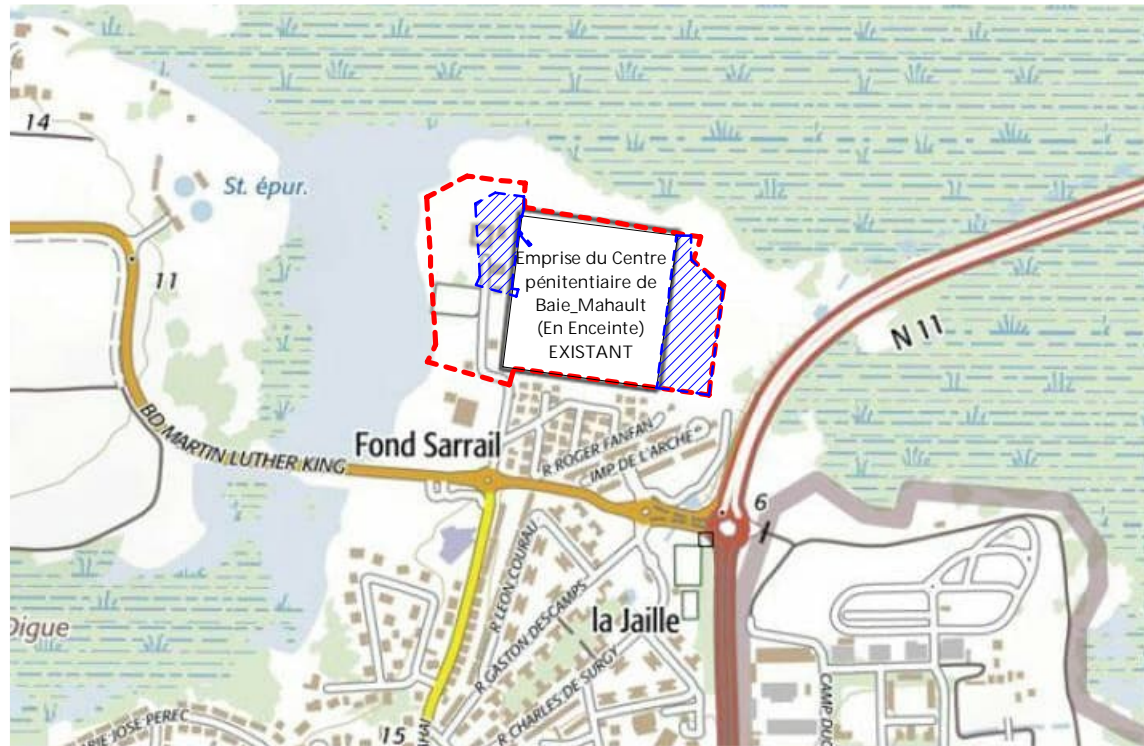 14
St. épur.
11
Emprise du Centre
pénitentiaire de
Baie_Mahault
(En Enceinte)
EXISTANT
N 11
BD MARTIN LUTHER KING
Fond Sarrail
R ROGER FANFAN
IMP DE L'ARCHE
6
R LEON COURAU
R GASTON DESCAMPS
la Jaille
R CHARLES DE SURGY
Digue
15